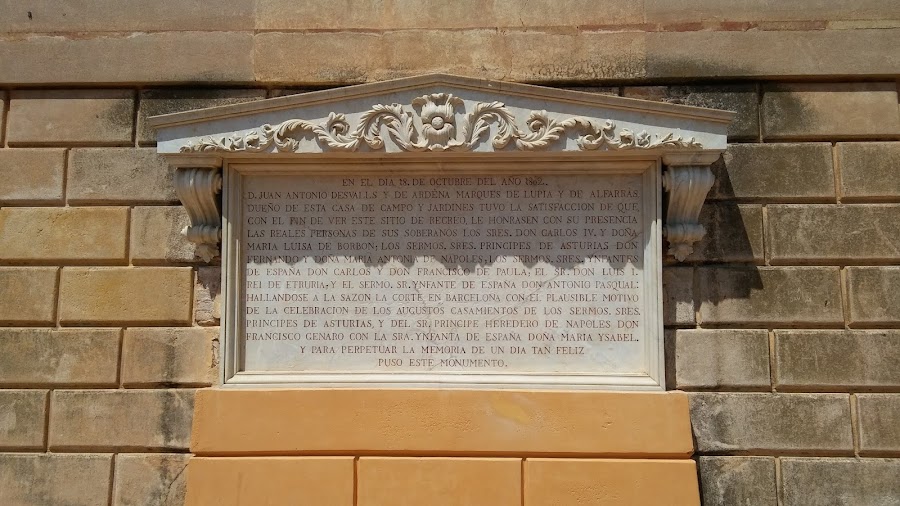 EN EL DIA 18. DE OCTUBRE DEL AÑO 1802.
D. JUAN ANTONIO DESVALLS Y DE ARDENA MARQUES DE LUPIA Y DE ALFARRAS
DUEÑO DE ESTA CASA DE CAMPO Y JARDINES TUVO LA SATISFACCION DE QUE,
CON EL FIN DE VER ESTE SITIO DE RECREO, LE HONRASEN CON SU PRESENCIA
LAS REALES PERSONAS DE SUS SOBERANOS LOS SRES. DON CARLOS IV. Y DOÑA
MARIA LUISA DE BORBON: LOS SERMOS. SRES. PRINCIPES DE ASTURIAS DON
FERNANDO Y DOÑA MARIA ANTONIA DE NAPOLES; LOS SERMOS. SRES. YNFANTES
DE ESPAÑA DON CARLOS Y DON FRANCISCO DE PAULA; EL SR. DON LUIS I.
REI DE ETRURIA; Y EL SERMO. SR. YNFANTE DE ESPAÑA DON ANTONIO PASQUAL:
HALLANDOSE A LA SAZON LA CORTE EN BARCELONA CON EL PLAUSIBLE MOTIVO
DE LA CELEBRACION DE LOS AUGUSTOS CASAMIENTOS DE LOS SERMOS. SRES.
PRINCIPES DE ASTURIAS, Y DEL SR. PRINCIPE HEREDERO DE NAPOLES DON
FRANCISCO GENARO CON LA SRA. YNFANTA DE ESPAÑA DOÑA MARIA YSABEL.
Y PARA PERPETUAR LA MEMORIA DE UN DIA TAN FELIZ
PUSO ESTE MONUMENTO.